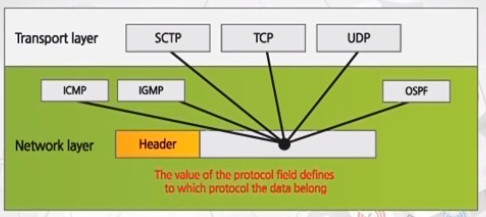 Transport layer
SCTP
TCP
UDP
ICMP
IGMP
OSPF
Network layer
Header
The value of the protocol field defines
to which protocol the data belong